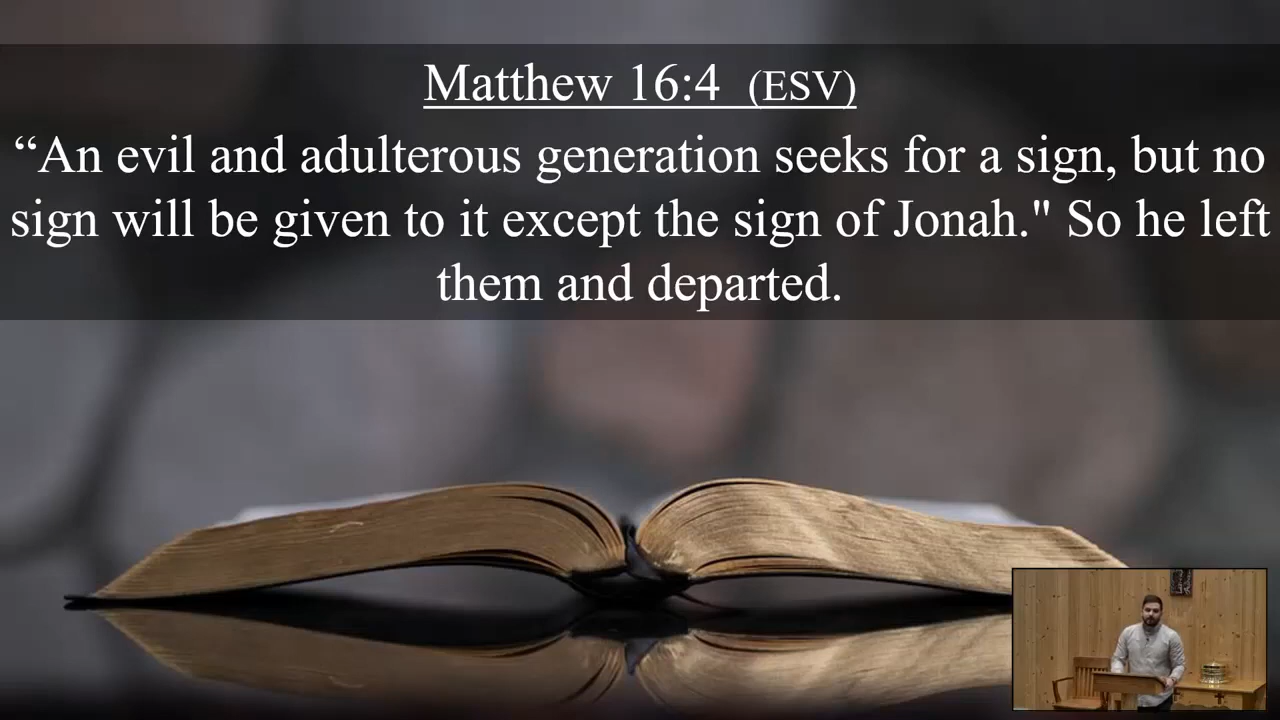 Matthew 16:4 (ESV)
“An evil and adulterous generation seeks for a sign, but no
sign will be given to it except the sign of Jonah." So he left
them and departed.